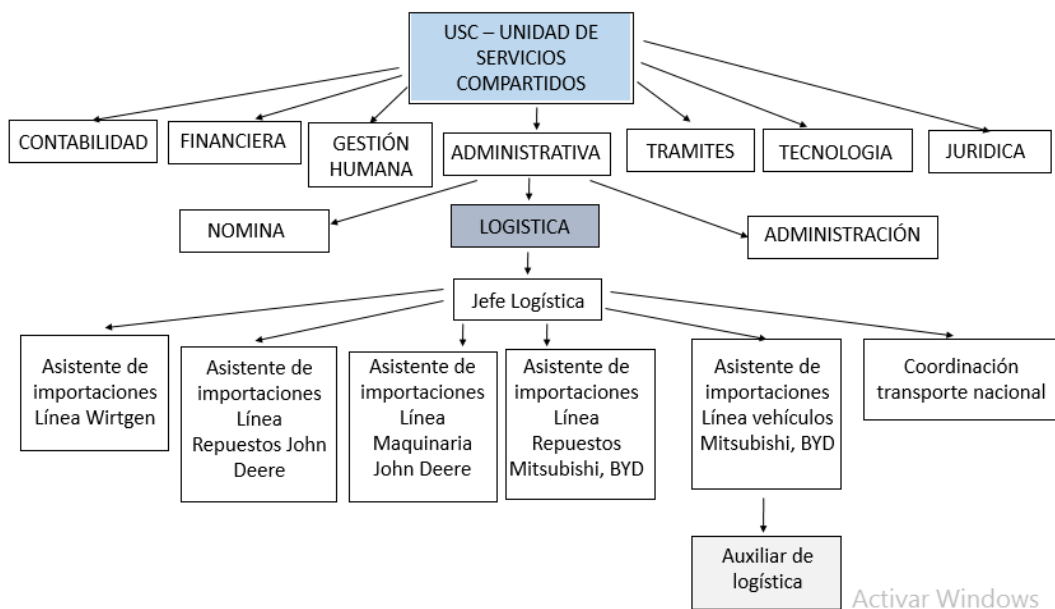 USC – UNIDAD DE
SERVICIOS
COMPARTIDOS
CONTABILIDAD
FINANCIERA
GESTIÓN
HUMANA
ADMINISTRATIVA
TRAMITES
TECNOLOGIA
JURIDICA
NOMINA
LOGISTICA
ADMINISTRACIÓN
Jefe Logística
Asistente de
importaciones
Línea Wirtgen
Asistente de
importaciones
Línea
Repuestos John
Deere
Asistente de
importaciones
Línea
Maquinaria
John Deere
Asistente de
importaciones
Línea
Repuestos
Mitsubishi, BYD
Asistente de
importaciones
Línea vehículos
Mitsubishi, BYD
Coordinación
transporte nacional
Auxiliar de
logística
Activar Windows